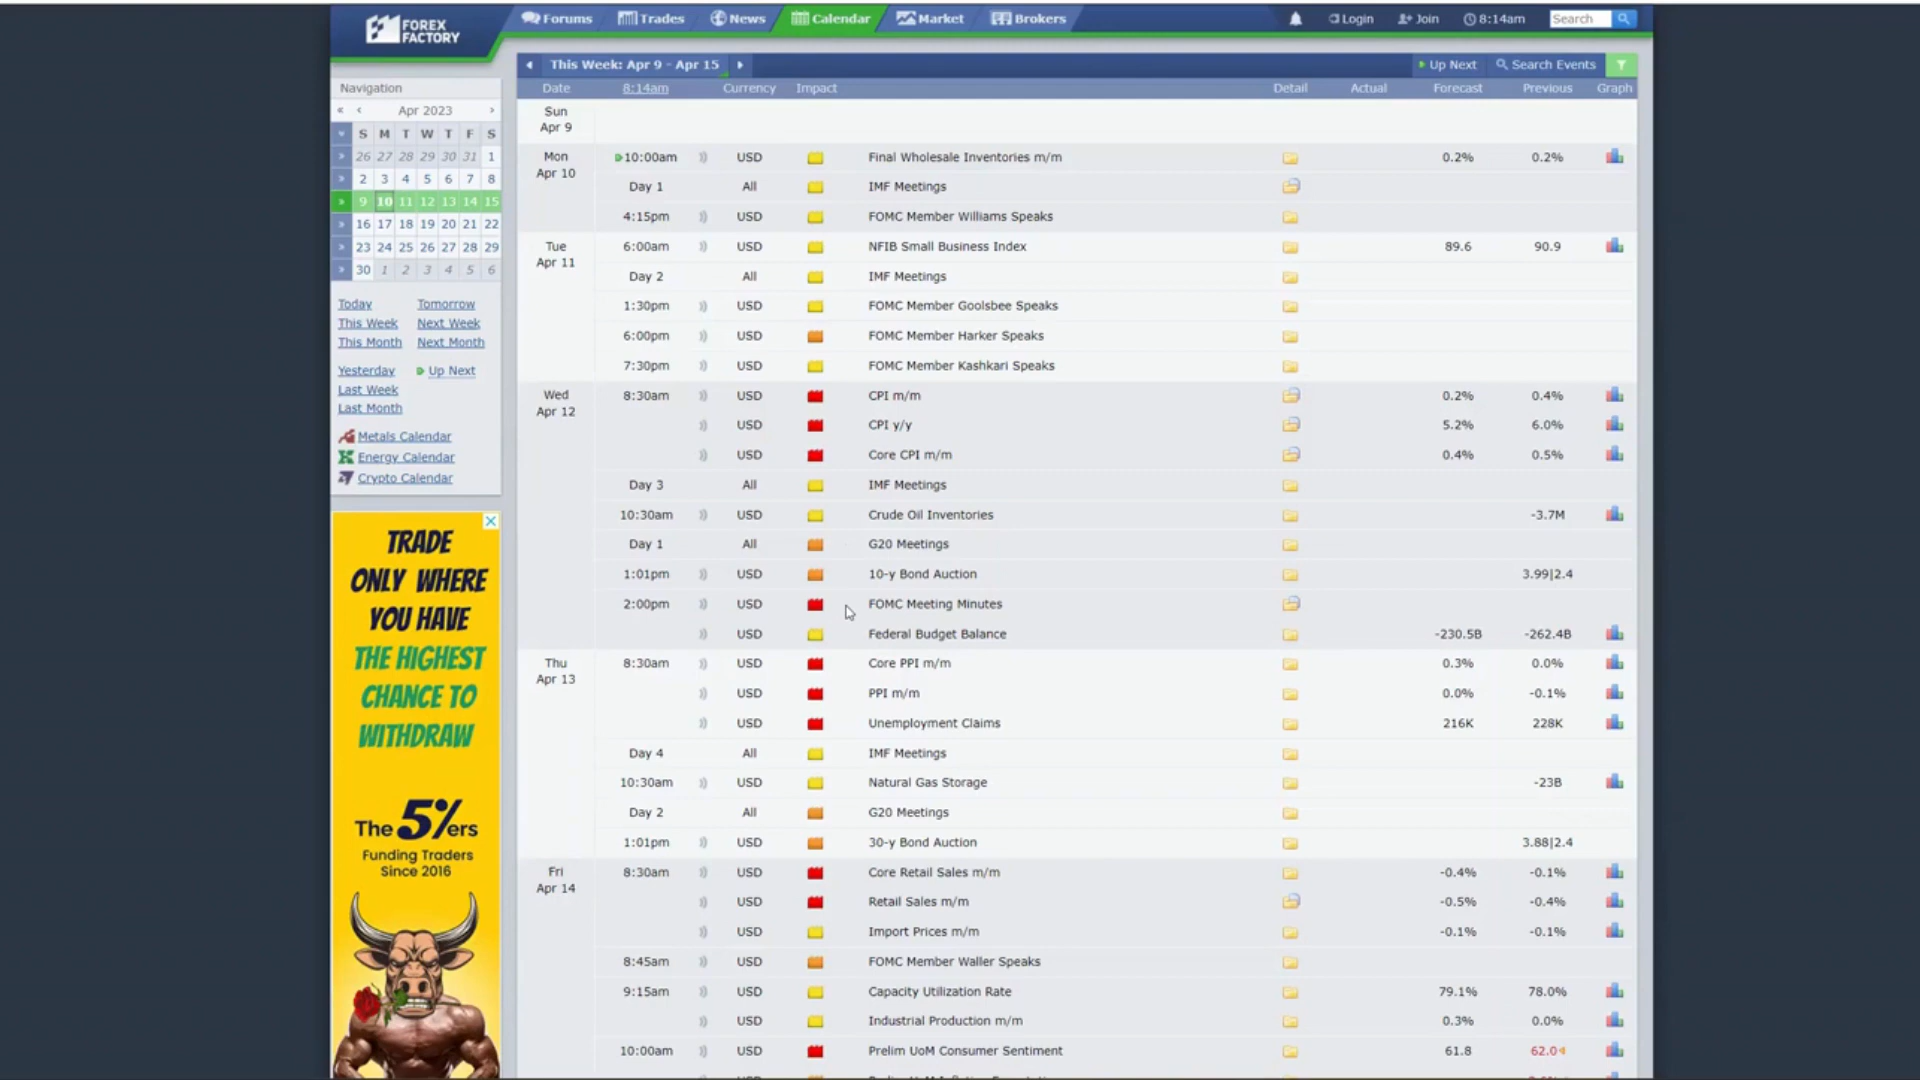 FOREX
FACTORY
Forums
Trades
News
Calendar
Market
Brokers
Login
Join
8:14am
Search
Navigation
« ‹ Apr 2023 ›
S M T W T F S
26 27 28 29 30 31 1
2 3 4 5 6 7 8
9 10 11 12 13 14 15
16 17 18 19 20 21 22
23 24 25 26 27 28 29
30 1 2 3 4 5 6
Today Tomorrow
This Week Next Week
This Month Next Month
Yesterday Up Next
Last Week
Last Month
Metals Calendar
Energy Calendar
Crypto Calendar
TRADE
ONLY WHERE
YOU HAVE
THE HIGHEST
CHANCE TO
WITHDRAW
The 5%ers
Funding Traders
Since 2016
This Week: Apr 9 - Apr 15 Up Next Search Events
Date 8:14am Currency Impact Detail Actual Forecast Previous Graph
Sun
Apr 9
Mon
Apr 10
10:00am USD Final Wholesale Inventories m/m 0.2% 0.2%
Day 1 All IMF Meetings
4:15pm USD FOMC Member Williams Speaks
Tue
Apr 11
6:00am USD NFIB Small Business Index 89.6 90.9
Day 2 All IMF Meetings
1:30pm USD FOMC Member Goolsbee Speaks
6:00pm USD FOMC Member Harker Speaks
7:30pm USD FOMC Member Kashkari Speaks
Wed
Apr 12
8:30am USD CPI m/m 0.2% 0.4%
USD CPI y/y 5.2% 6.0%
USD Core CPI m/m 0.4% 0.5%
Day 3 All IMF Meetings
10:30am USD Crude Oil Inventories -3.7M
Day 1 All G20 Meetings
1:01pm USD 10-y Bond Auction 3.99|2.4
2:00pm USD FOMC Meeting Minutes
USD Federal Budget Balance -230.5B -262.4B
Thu
Apr 13
8:30am USD Core PPI m/m 0.3% 0.0%
USD PPI m/m 0.0% -0.1%
USD Unemployment Claims 216K 228K
Day 4 All IMF Meetings
10:30am USD Natural Gas Storage -23B
Day 2 All G20 Meetings
1:01pm USD 30-y Bond Auction 3.88|2.4
Fri
Apr 14
8:30am USD Core Retail Sales m/m -0.4% -0.1%
USD Retail Sales m/m -0.5% -0.4%
USD Import Prices m/m -0.1% -0.1%
8:45am USD FOMC Member Waller Speaks
9:15am USD Capacity Utilization Rate 79.1% 78.0%
USD Industrial Production m/m 0.3% 0.0%
10:00am USD Prelim UoM Consumer Sentiment 61.8 62.0